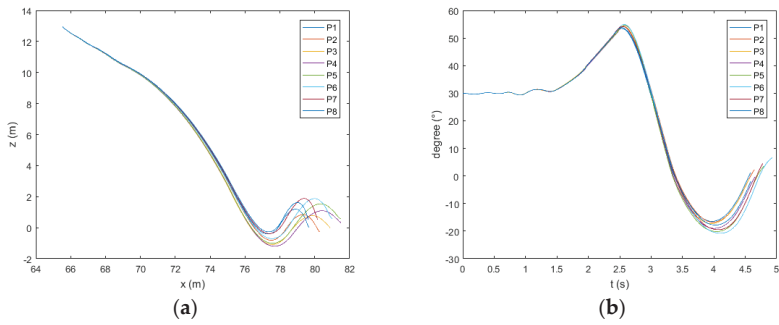 14
12
10
8
6
4
2
0
-2
z (m)
64 66 68 70 72 74 76 78 80 82
x (m)
P1
P2
P3
P4
P5
P6
P7
P8
(a)
60
50
40
30
20
10
0
-10
-20
-30
degree (°)
0 0.5 1 1.5 2 2.5 3 3.5 4 4.5 5
t (s)
P1
P2
P3
P4
P5
P6
P7
P8
(b)